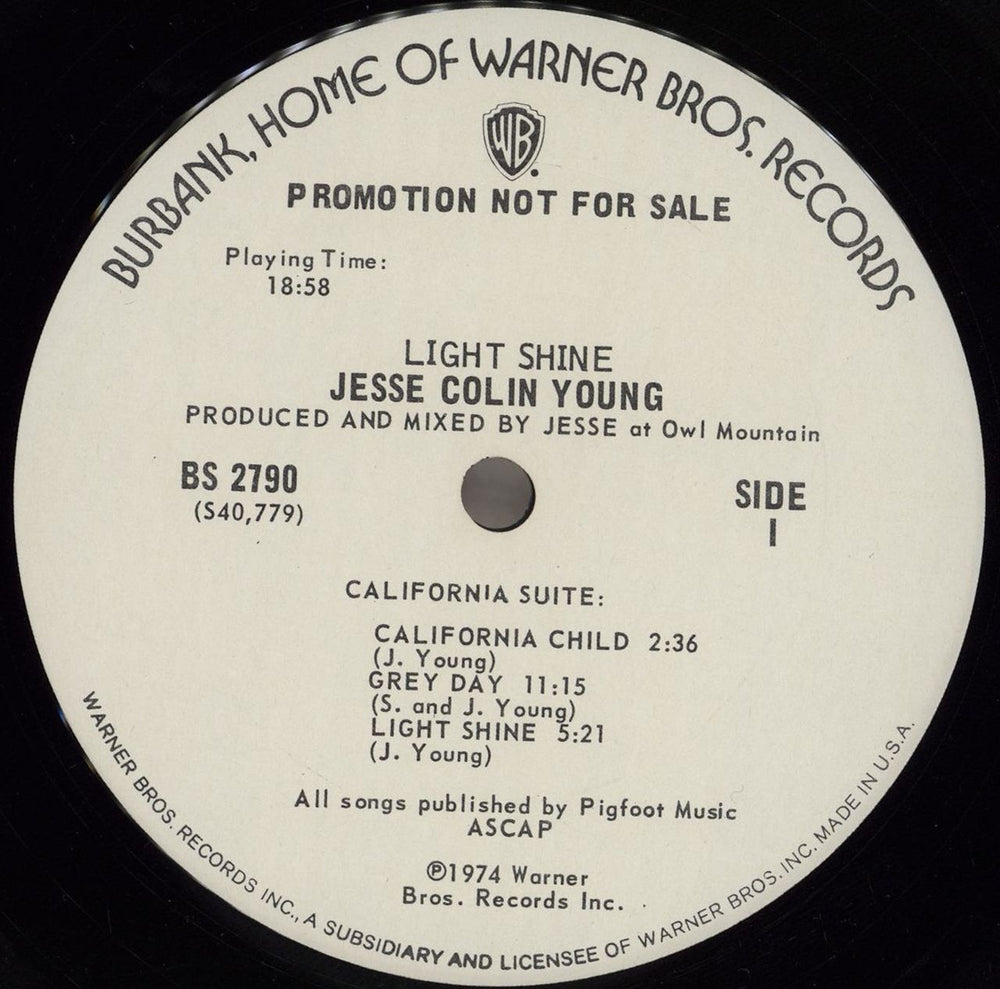 BURBANK, HOME OF WARNER BROS. RECORDS
WB
PROMOTION NOT FOR SALE
Playing Time:
18:58
LIGHT SHINE
JESSE COLIN YOUNG
PRODUCED AND MIXED BY JESSE at Owl Mountain
BS 2790
(S40,779)
SIDE
1
CALIFORNIA SUITE:
CALIFORNIA CHILD 2:36
(J. Young)
GREY DAY 11:15
(S. and J. Young)
LIGHT SHINE 5:21
(J. Young)
All songs published by Pigfoot Music
ASCAP
℗1974 Warner
Bros. Records Inc.
WARNER BROS. RECORDS INC., A SUBSIDIARY AND LICENSEE OF WARNER BROS. INC. MADE IN U.S.A.